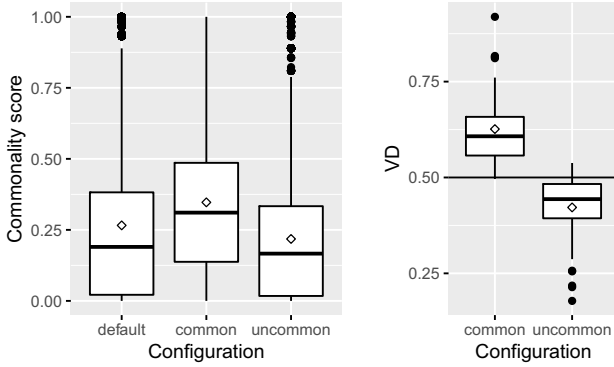 Commonality score
1.00
0.75
0.50
0.25
0.00
default common uncommon
Configuration
VD
0.75
0.50
0.25
common uncommon
Configuration